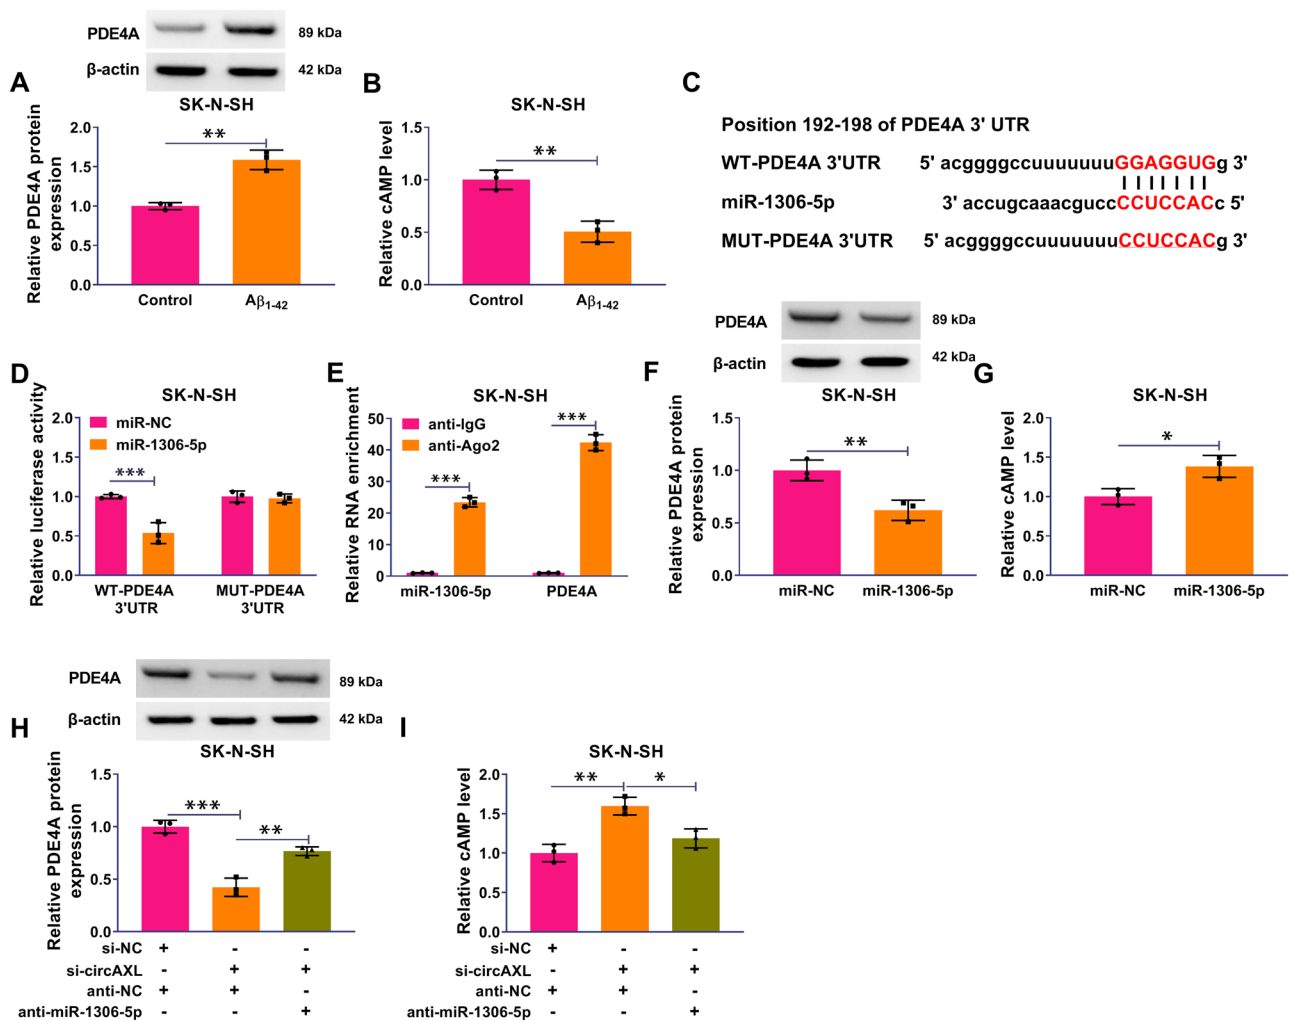 PDE4A
89 kDa
β-actin
42 kDa
A
SK-N-SH
Relative PDE4A protein
expression
2.0
1.5
1.0
0.5
0.0
**
Control
Aβ1-42
B
SK-N-SH
Relative cAMP level
1.5
1.0
0.5
0.0
**
Control
Aβ1-42
C
Position 192-198 of PDE4A 3' UTR
WT-PDE4A 3'UTR 5' acggggccuuuuuuuGGAGGUGg 3'
miR-1306-5p 3' accugcaaacguccCCUCCACc 5'
MUT-PDE4A 3'UTR 5' acggggccuuuuuuuCCUCCACg 3'
D
SK-N-SH
Relative luciferase activity
2.0
1.5
1.0
0.5
0.0
miR-NC
miR-1306-5p
***
WT-PDE4A
3'UTR
MUT-PDE4A
3'UTR
E
SK-N-SH
Relative RNA enrichment
50
40
30
20
10
0
anti-IgG
anti-Ago2
***
***
miR-1306-5p
PDE4A
PDE4A
89 kDa
β-actin
42 kDa
F
SK-N-SH
Relative PDE4A protein
expression
1.5
1.0
0.5
0.0
**
miR-NC
miR-1306-5p
G
SK-N-SH
Relative cAMP level
2.0
1.5
1.0
0.5
0.0
*
miR-NC
miR-1306-5p
PDE4A
89 kDa
β-actin
42 kDa
H
SK-N-SH
Relative PDE4A protein
expression
1.5
1.0
0.5
0.0
***
**
si-NC + - -
si-circAXL - + +
anti-NC + + -
anti-miR-1306-5p - - +
I
SK-N-SH
Relative cAMP level
2.0
1.5
1.0
0.5
0.0
**
*
si-NC + - -
si-circAXL - + +
anti-NC + + -
anti-miR-1306-5p - - +